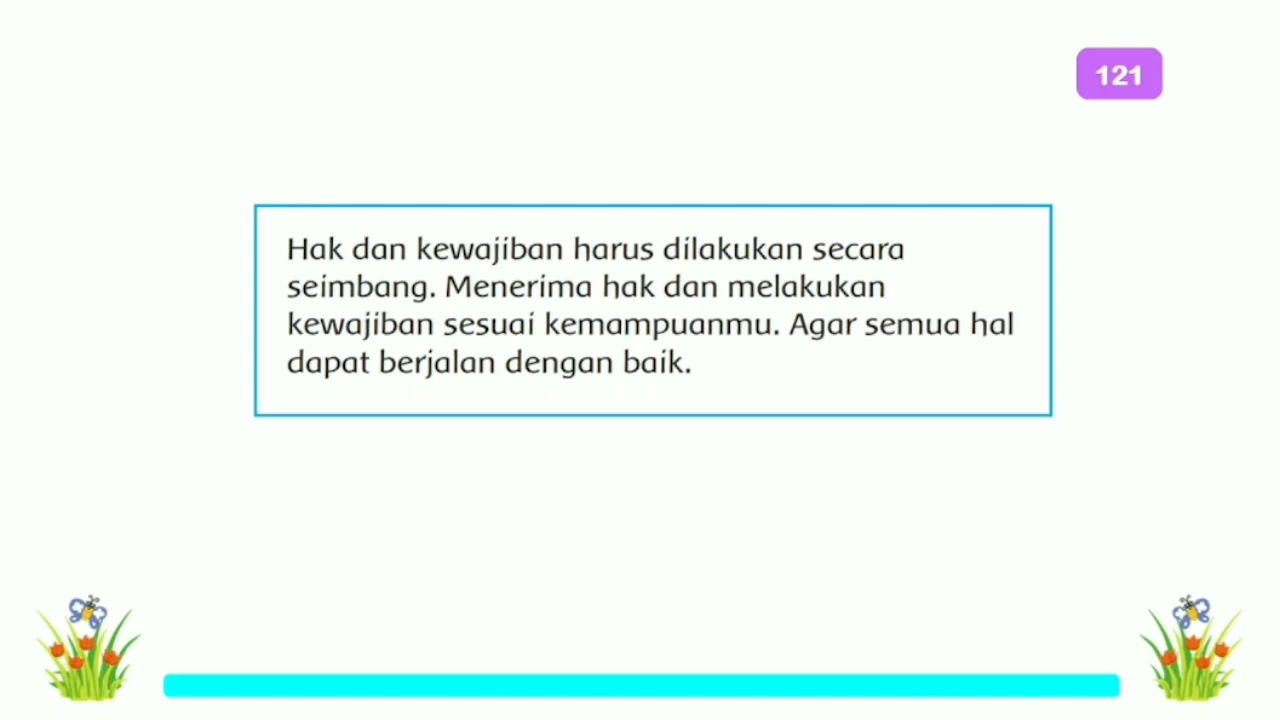 121
Hak dan kewajiban harus dilakukan secara
seimbang. Menerima hak dan melakukan
kewajiban sesuai kemampuanmu. Agar semua hal
dapat berjalan dengan baik.